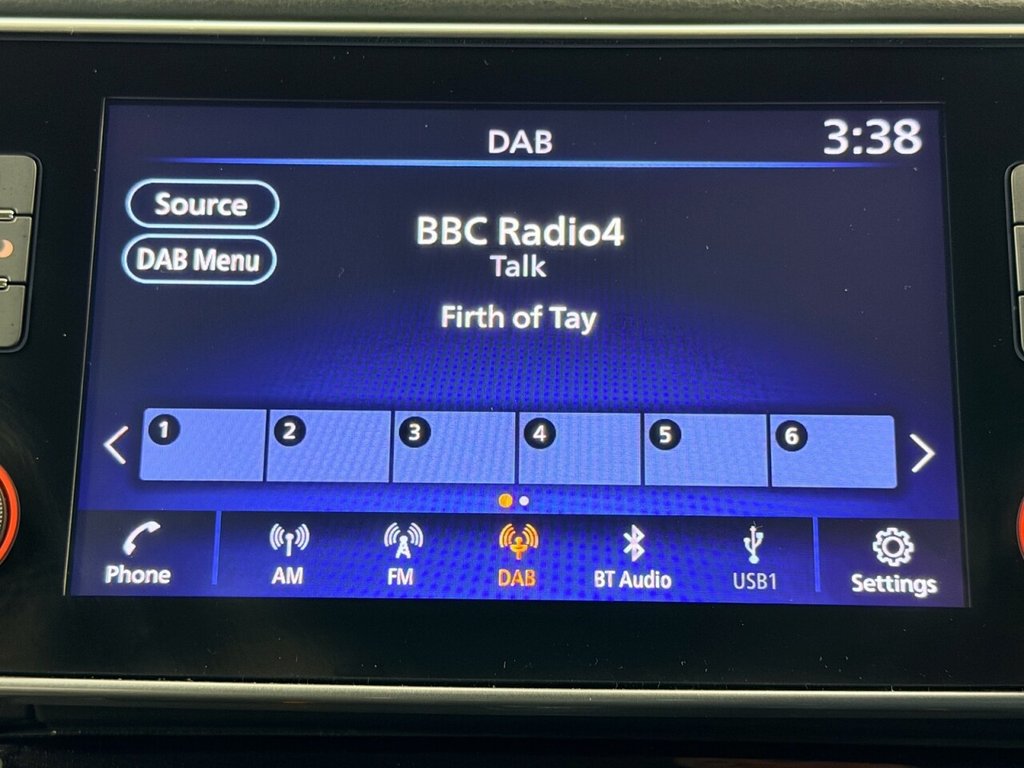 DAB
3:38
Source
DAB Menu
BBC Radio4
Talk
Firth of Tay
1 2 3 4 5 6
Phone AM FM DAB BT Audio USB1 Settings